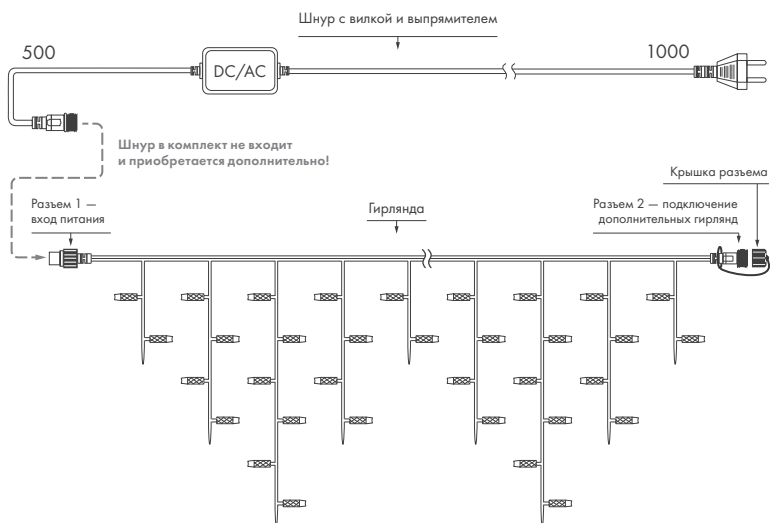 Шнур с вилкой и выпрямителем
500
DC/AC
1000
Шнур в комплект не входит
и приобретается дополнительно!
Крышка разъема
Разъем 1 —
вход питания
Гирлянда
Разъем 2 — подключение
дополнительных гирлянд